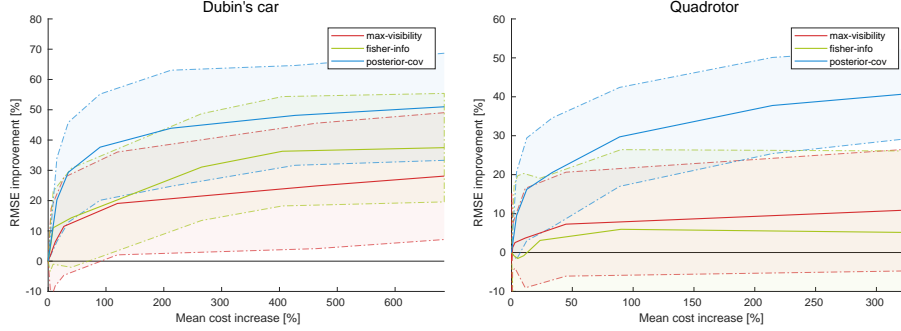 Dubin's car
80
70
60
50
40
30
20
10
0
-10
RMSE improvement [%]
0 100 200 300 400 500 600
Mean cost increase [%]
max-visibility
fisher-info
posterior-cov
Quadrotor
60
50
40
30
20
10
0
-10
RMSE improvement [%]
0 50 100 150 200 250 300
Mean cost increase [%]
max-visibility
fisher-info
posterior-cov